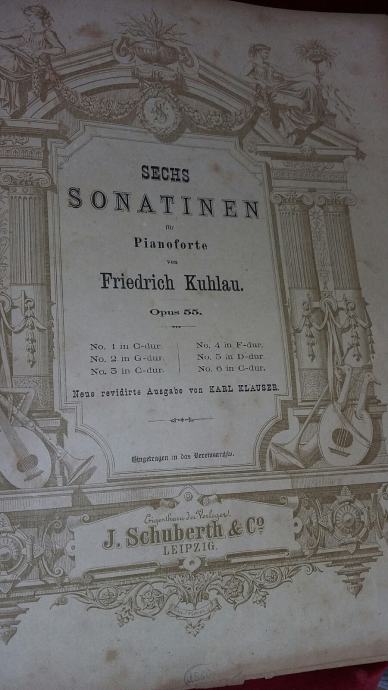 SECHS
SONATINEN
für
Pianoforte
von
Friedrich Kuhlau.
Opus 55.
No. 1 in C-dur.
No. 2 in G-dur.
No. 3 in C-dur.
No. 4 in F-dur.
No. 5 in D-dur.
No. 6 in C-dur.
Neue revidirte Ausgabe von KARL KLAUSER.
Eingetragen in das Vereinsarchiv.
Eigenthum der Verleger
J. Schuberth & Co.
LEIPZIG.